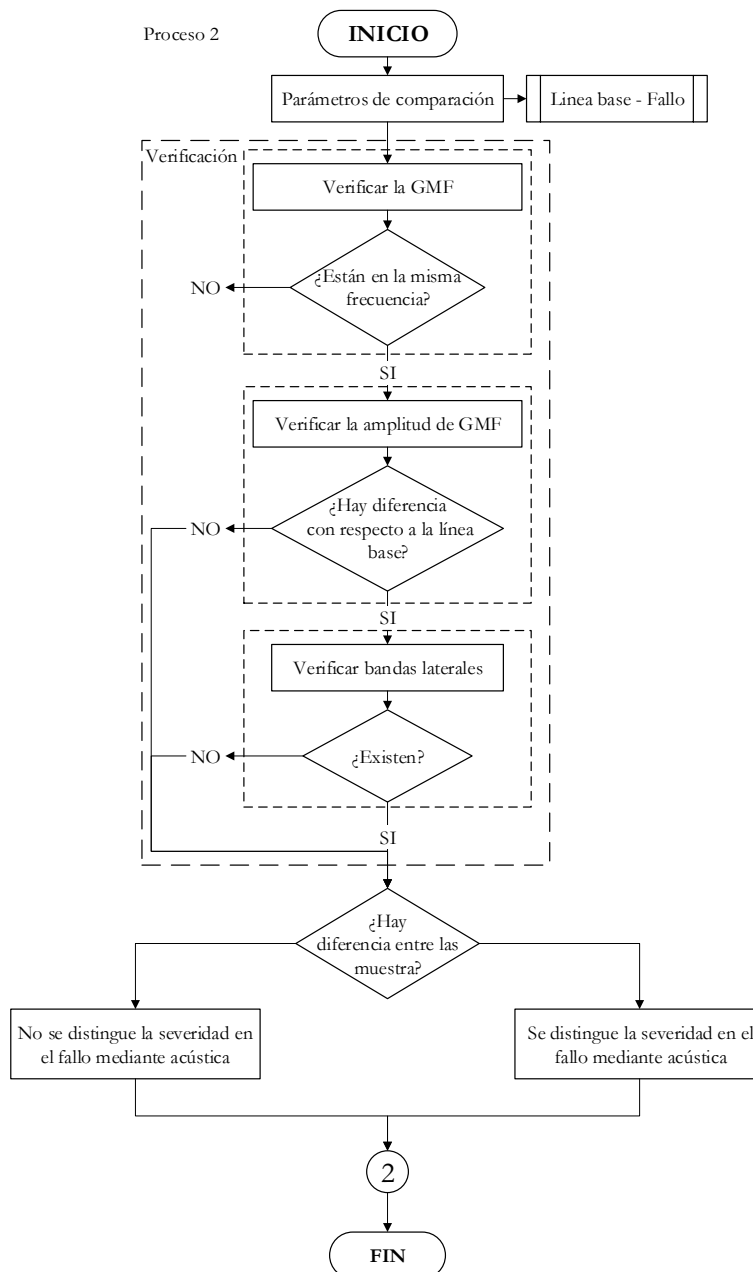 Proceso 2
INICIO
Parámetros de comparación
Linea base - Fallo
Verificación
Verificar la GMF
¿Están en la misma
frecuencia?
NO
SI
Verificar la amplitud de GMF
¿Hay diferencia
con respecto a la línea
base?
NO
SI
Verificar bandas laterales
¿Existen?
NO
SI
¿Hay
diferencia entre las
muestra?
No se distingue la severidad en
el fallo mediante acústica
Se distingue la severidad en el
fallo mediante acústica
2
FIN